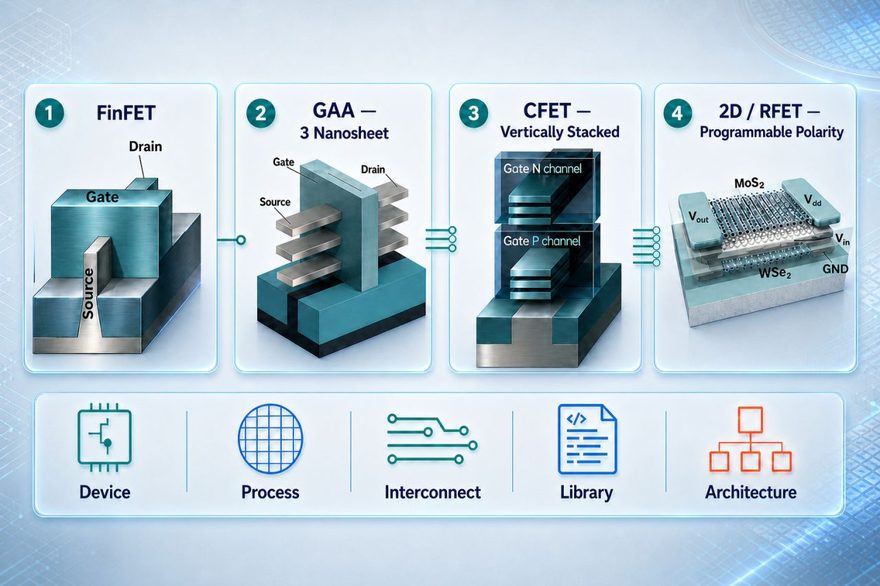 1
FinFET
Drain
Gate
Source
2
GAA —
3 Nanosheet
Gate
Drain
Source
3
CFET —
Vertically Stacked
Gate N channel
Gate P channel
4
2D / RFET —
Programmable Polarity
MoS₂
Vout
Vdd
Vin
WSe₂
GND
Device
Process
</>
Interconnect
Library
Architecture